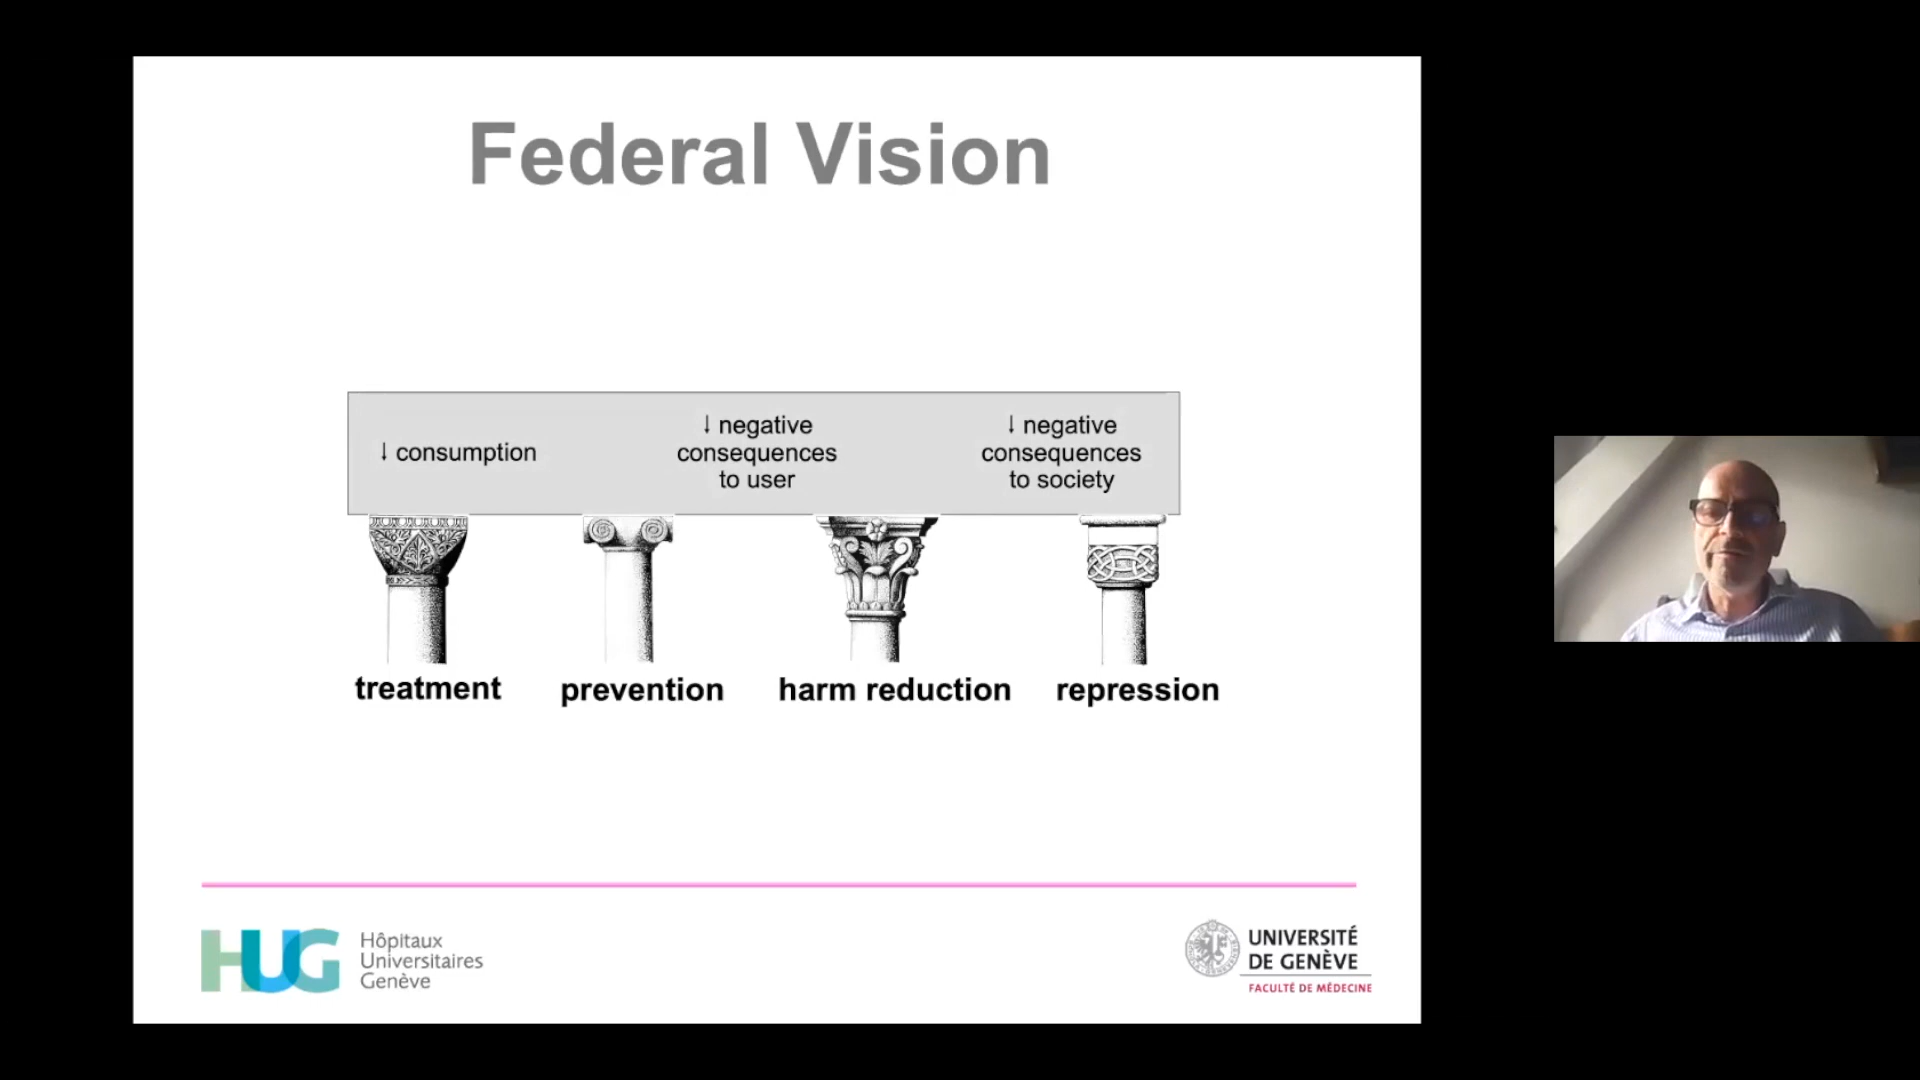 Federal Vision
↓ consumption
↓ negative
consequences
to user
↓ negative
consequences
to society
treatment
prevention
harm reduction
repression
HUG
Hôpitaux
Universitaires
Genève
UNIVERSITÉ
DE GENÈVE
FACULTÉ DE MÉDECINE